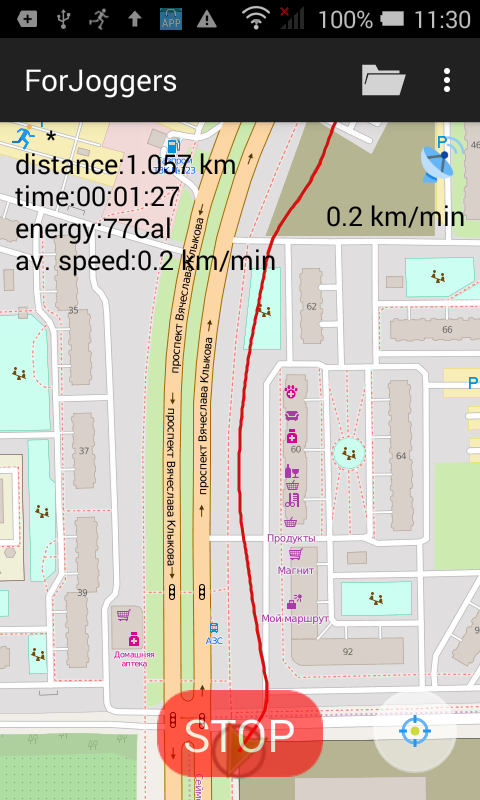 APP
100%
11:30
ForJoggers
P
46
*
distance:1.057 km
time:00:01:27
0.2 km/min
energy:77Cal
av. speed:0.2 km/min
проспект Вячеслава Клыкова
проспект Вячеслава Клыкова
проспект Вячеслава Клыкова
35
62
66
P
37
60
64
Продукты
Магнит
39
Мой маршрут
АЗС
Домашняя
аптека
92
STOP